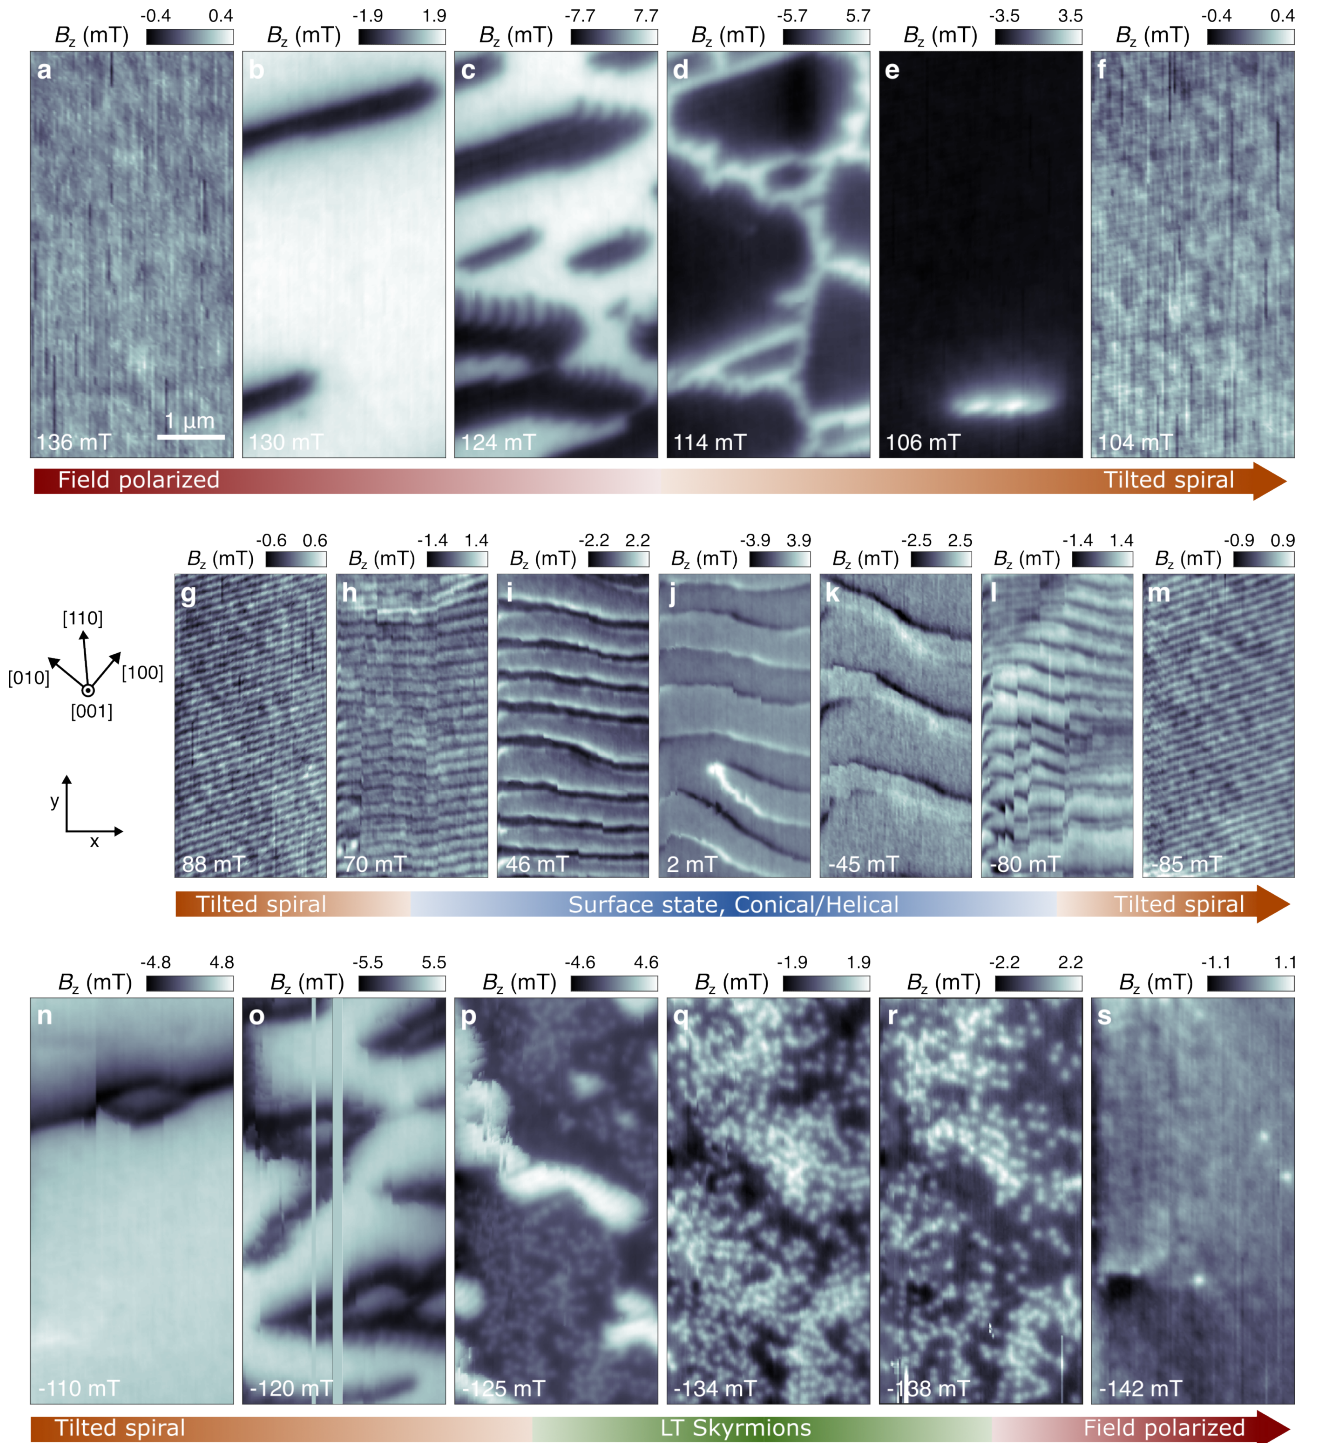 -0.4 0.4 -1.9 1.9 -7.7 7.7 -5.7 5.7 -3.5 3.5 -0.4 0.4
Bz (mT) Bz (mT) Bz (mT) Bz (mT) Bz (mT) Bz (mT)
a b c d e f
1 µm
136 mT 130 mT 124 mT 114 mT 106 mT 104 mT
Field polarized Tilted spiral
-0.6 0.6 -1.4 1.4 -2.2 2.2 -3.9 3.9 -2.5 2.5 -1.4 1.4 -0.9 0.9
Bz (mT) Bz (mT) Bz (mT) Bz (mT) Bz (mT) Bz (mT) Bz (mT)
g h i j k l m
[110]
[010] [100]
[001]
y
x
88 mT 70 mT 46 mT 2 mT -45 mT -80 mT -85 mT
Tilted spiral Surface state, Conical/Helical Tilted spiral
-4.8 4.8 -5.5 5.5 -4.6 4.6 -1.9 1.9 -2.2 2.2 -1.1 1.1
Bz (mT) Bz (mT) Bz (mT) Bz (mT) Bz (mT) Bz (mT)
n o p q r s
-110 mT -120 mT -125 mT -134 mT -138 mT -142 mT
Tilted spiral LT Skyrmions Field polarized